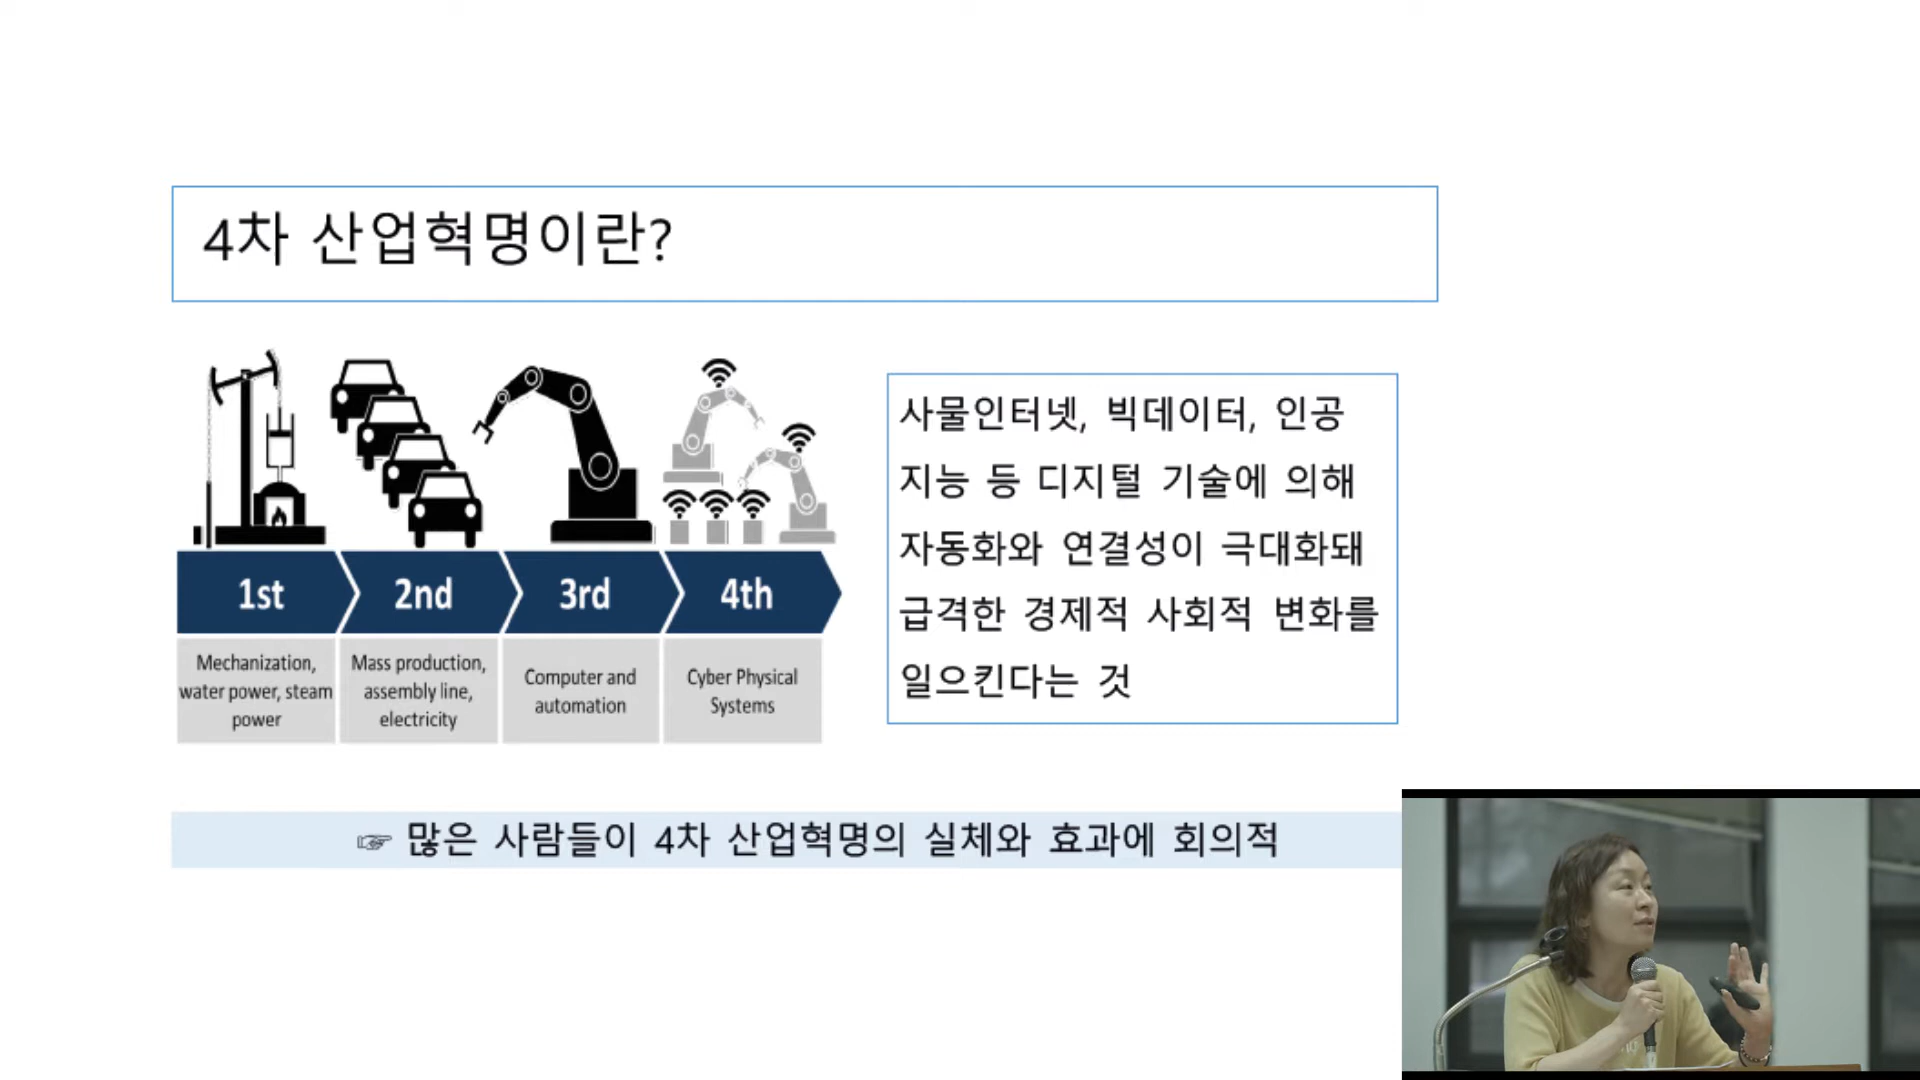 4차 산업혁명이란?
1st
2nd
3rd
4th
Mechanization,
water power, steam
power
Mass production,
assembly line,
electricity
Computer and
automation
Cyber Physical
Systems
사물인터넷, 빅데이터, 인공
지능 등 디지털 기술에 의해
자동화와 연결성이 극대화돼
급격한 경제적 사회적 변화를
일으킨다는 것
☞ 많은 사람들이 4차 산업혁명의 실체와 효과에 회의적